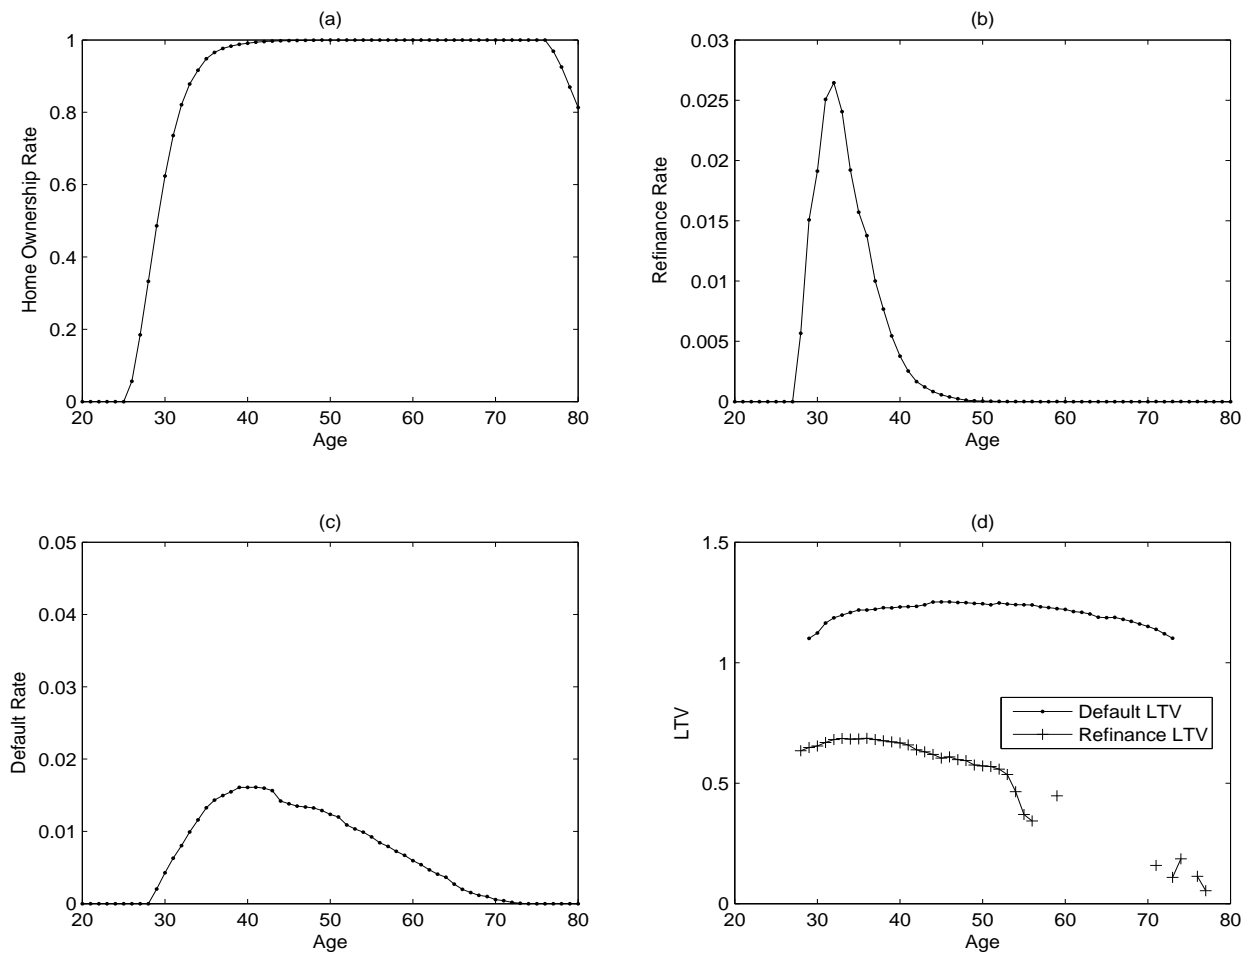 (a)
1
0.8
0.6
0.4
0.2
0
20 30 40 50 60 70 80
Age
Home Ownership Rate
(b)
0.03
0.025
0.02
0.015
0.01
0.005
0
20 30 40 50 60 70 80
Age
Refinance Rate
(c)
0.05
0.04
0.03
0.02
0.01
0
20 30 40 50 60 70 80
Age
Default Rate
(d)
1.5
1
0.5
0
20 30 40 50 60 70 80
Age
LTV
Default LTV
Refinance LTV